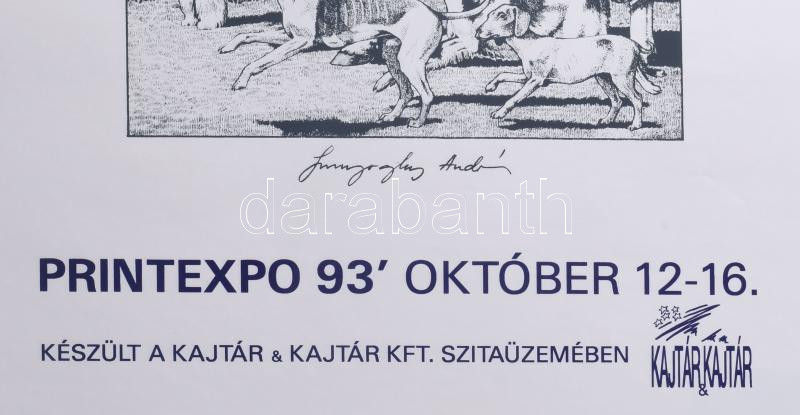 darabanth
PRINTEXPO 93’ OKTÓBER 12-16.
KÉSZÜLT A KAJTÁR & KAJTÁR KFT. SZITAÜZEMÉBEN
KAJTÁR & KAJTÁR